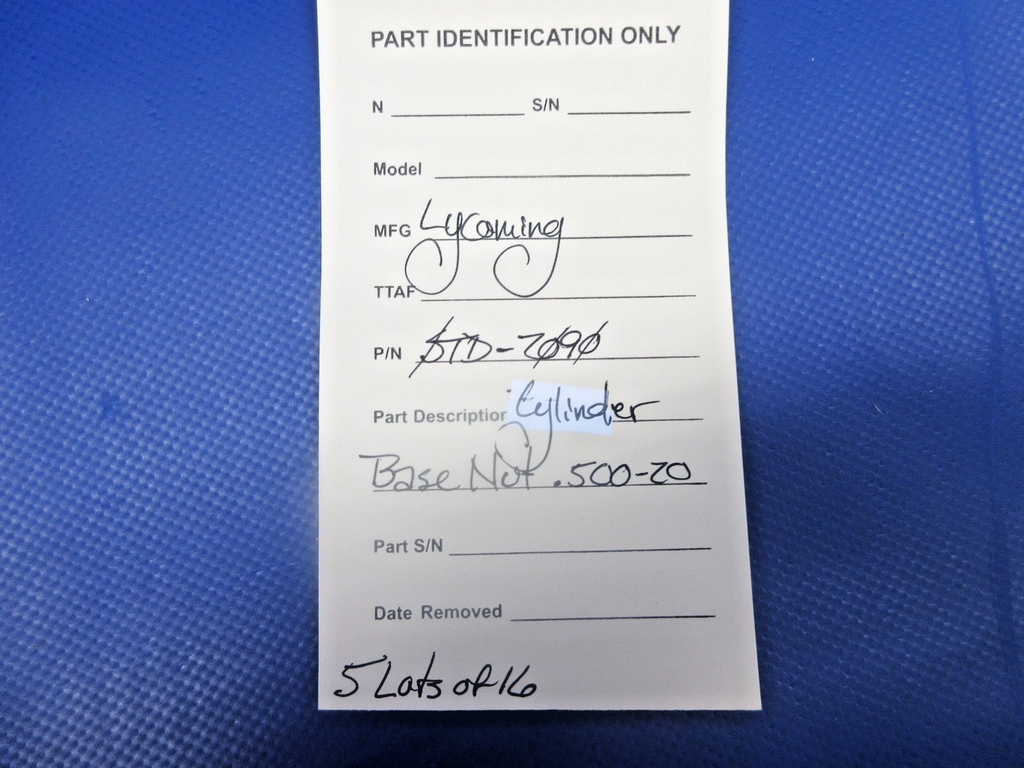 PART IDENTIFICATION ONLY
N S/N
Model
MFG Lycoming
TTAF
P/N STD-2090
Part Description Cylinder
Base Nut .500-20
Part S/N
Date Removed
5 Lots of 16